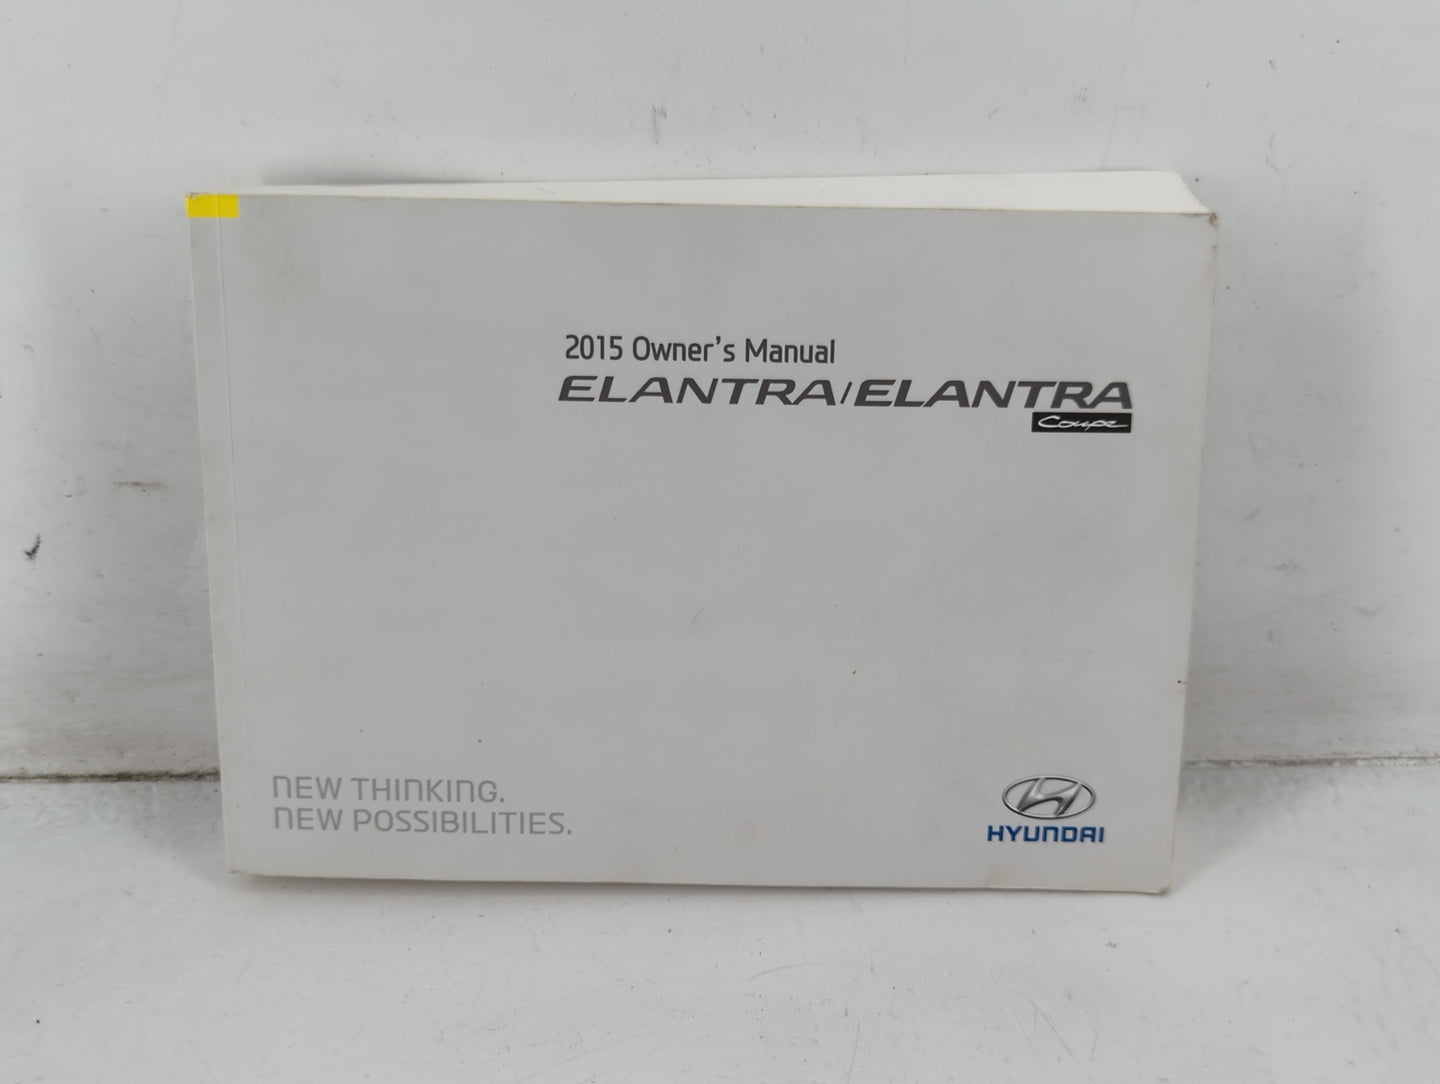 2015 Owner's Manual
ELANTRA/ELANTRA
Coupe
NEW THINKING.
NEW POSSIBILITIES.
HYUNDAI